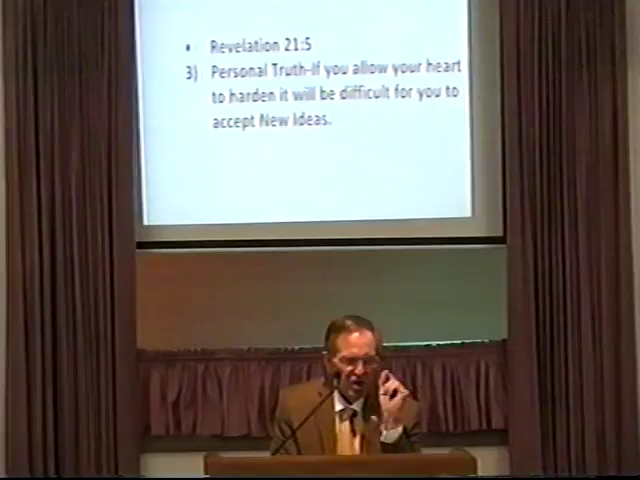 • Revelation 21:5
3) Personal Truth-If you allow your heart
to harden it will be difficult for you to
accept New Ideas.